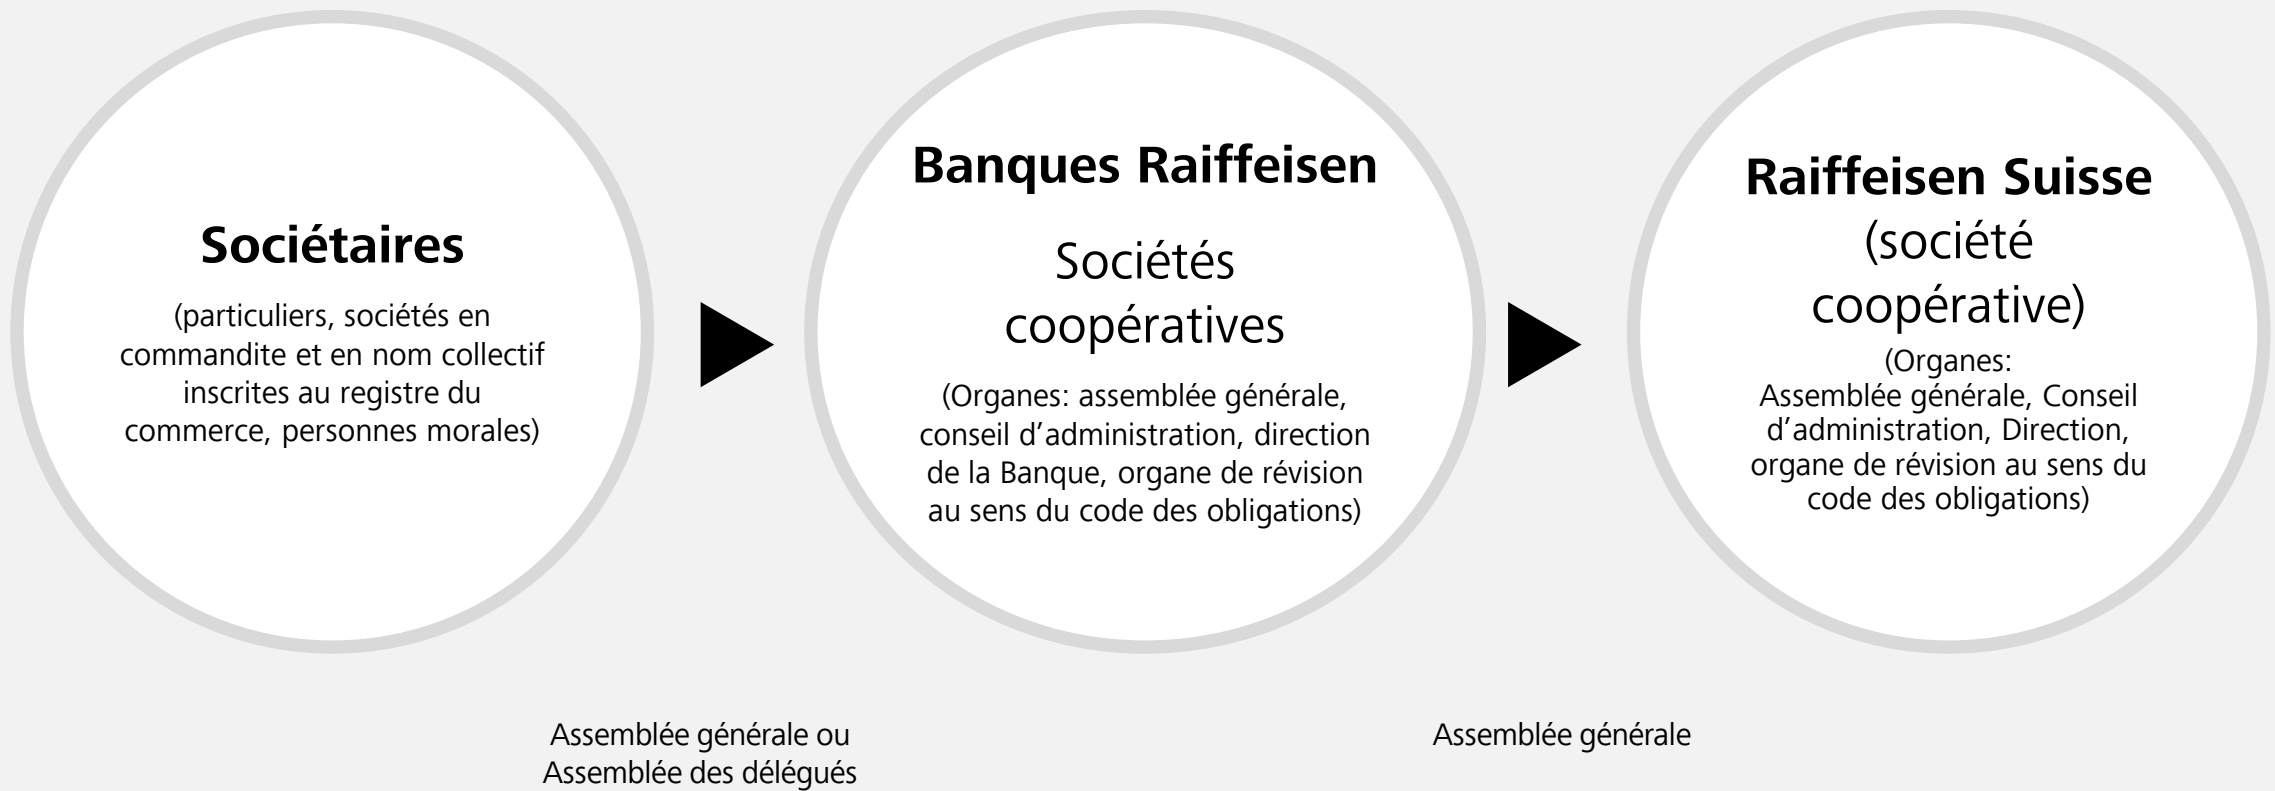 Sociétaires
(particuliers, sociétés en
commandite et en nom collectif
inscrites au registre du
commerce, personnes morales)
Banques Raiffeisen
Sociétés
coopératives
(Organes: assemblée générale,
conseil d’administration, direction
de la Banque, organe de révision
au sens du code des obligations)
Raiffeisen Suisse
(société
coopérative)
(Organes:
Assemblée générale, Conseil
d’administration, Direction,
organe de révision au sens du
code des obligations)
Assemblée générale ou
Assemblée des délégués
Assemblée générale